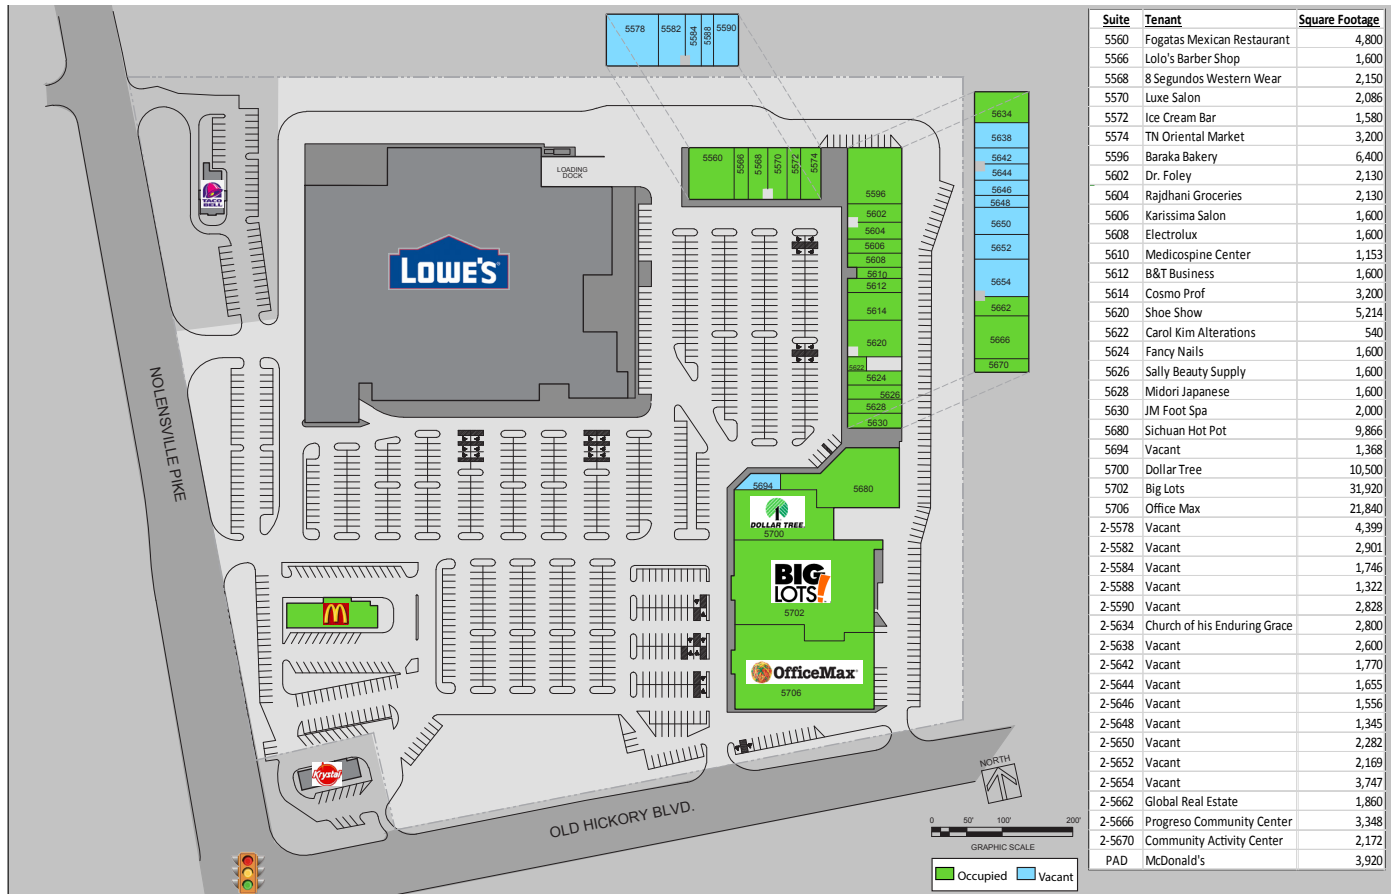 5578 5582 5584 5588 5590
5634
5638
5642
5644
5646
5648
5650
5652
5654
5662
5666
5670
TACO
BELL
LOADING
DOCK
LOWE'S
5560 5566 5568 5570 5572 5574
5596
5602
5604
5606
5608
5610
5612
5614
5620
5622
5624
5626
5628
5630
NOLENSVILLE PIKE
5694 5680
DOLLAR TREE
5700
BIG
LOTS!
5702
OfficeMax
5706
M
Krystal
OLD HICKORY BLVD.
NORTH
0 50' 100' 200'
GRAPHIC SCALE
Occupied Vacant
Suite Tenant Square Footage
5560 Fogatas Mexican Restaurant 4,800
5566 Lolo's Barber Shop 1,600
5568 8 Segundos Western Wear 2,150
5570 Luxe Salon 2,086
5572 Ice Cream Bar 1,580
5574 TN Oriental Market 3,200
5596 Baraka Bakery 6,400
5602 Dr. Foley 2,130
5604 Rajdhani Groceries 2,130
5606 Karissima Salon 1,600
5608 Electrolux 1,600
5610 Medicospine Center 1,153
5612 B&T Business 1,600
5614 Cosmo Prof 3,200
5620 Shoe Show 5,214
5622 Carol Kim Alterations 540
5624 Fancy Nails 1,600
5626 Sally Beauty Supply 1,600
5628 Midori Japanese 1,600
5630 JM Foot Spa 2,000
5680 Sichuan Hot Pot 9,866
5694 Vacant 1,368
5700 Dollar Tree 10,500
5702 Big Lots 31,920
5706 Office Max 21,840
2-5578 Vacant 4,399
2-5582 Vacant 2,901
2-5584 Vacant 1,746
2-5588 Vacant 1,322
2-5590 Vacant 2,828
2-5634 Church of his Enduring Grace 2,800
2-5638 Vacant 2,600
2-5642 Vacant 1,770
2-5644 Vacant 1,655
2-5646 Vacant 1,556
2-5648 Vacant 1,345
2-5650 Vacant 2,282
2-5652 Vacant 2,169
2-5654 Vacant 3,747
2-5662 Global Real Estate 1,860
2-5666 Progreso Community Center 3,348
2-5670 Community Activity Center 2,172
PAD McDonald's 3,920